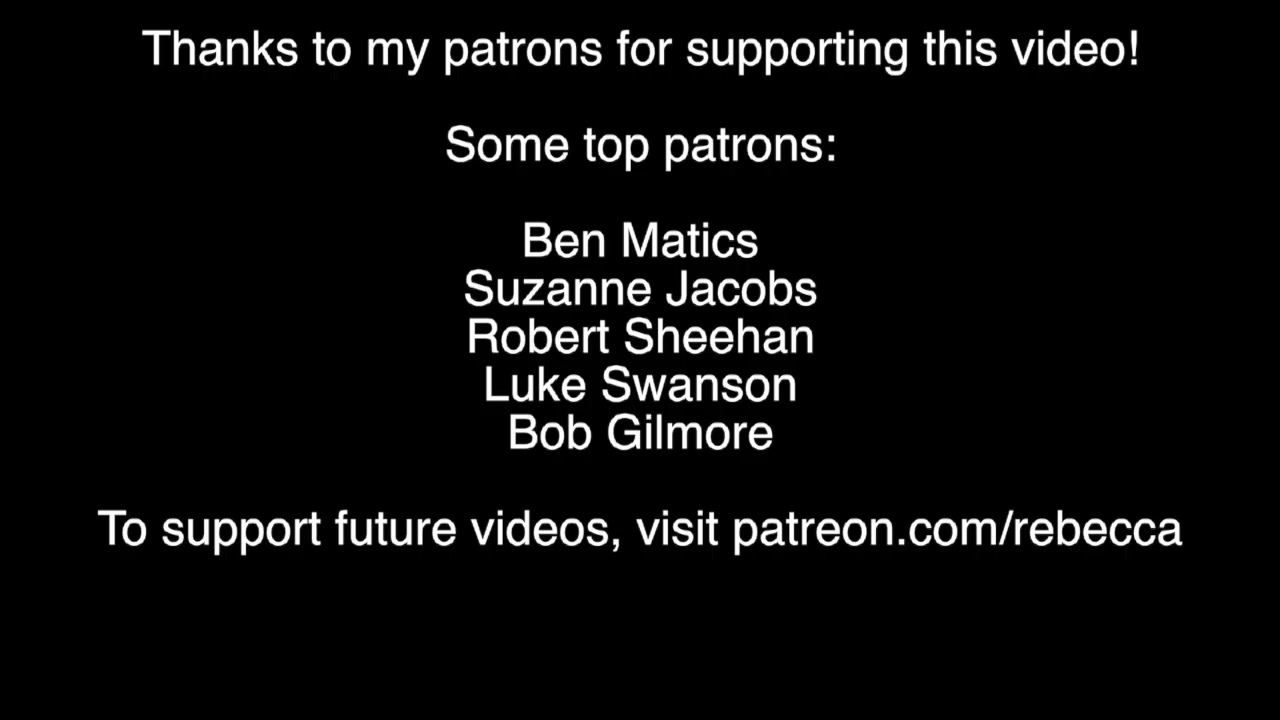 Thanks to my patrons for supporting this video!
Some top patrons:
Ben Matics
Suzanne Jacobs
Robert Sheehan
Luke Swanson
Bob Gilmore
To support future videos, visit patreon.com/rebecca